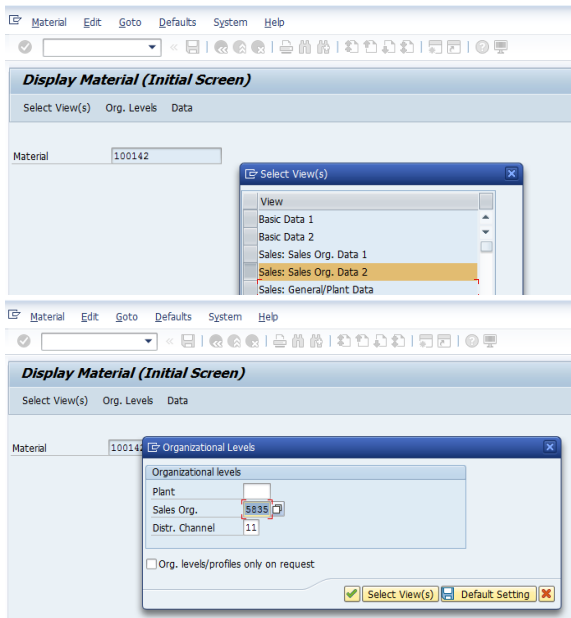 Material Edit Goto Defaults System Help
Display Material (Initial Screen)
Select View(s) Org. Levels Data
Material 100142
Select View(s)
View
Basic Data 1
Basic Data 2
Sales: Sales Org. Data 1
Sales: Sales Org. Data 2
Sales: General/Plant Data
Material Edit Goto Defaults System Help
Display Material (Initial Screen)
Select View(s) Org. Levels Data
Material 10014
Organizational Levels
Organizational levels
Plant
Sales Org. 5835
Distr. Channel 11
Org. levels/profiles only on request
Select View(s) Default Setting